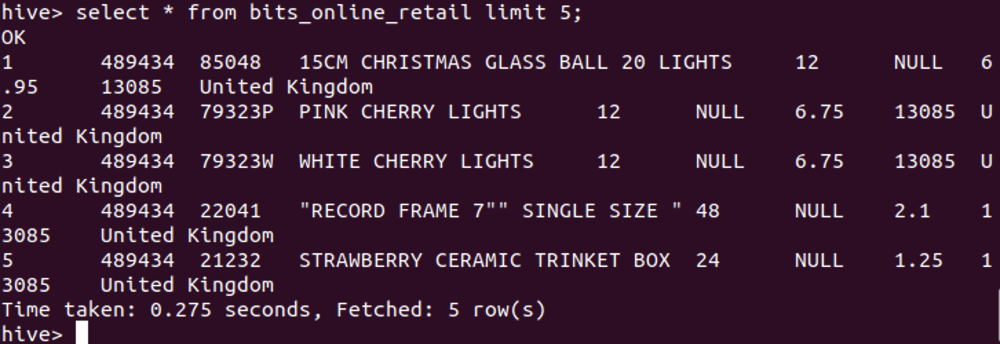 hive> select * from bits_online_retail limit 5;
OK
1       489434  85048   15CM CHRISTMAS GLASS BALL 20 LIGHTS     12      NULL    6
.95     13085   United Kingdom
2       489434  79323P  PINK CHERRY LIGHTS      12      NULL    6.75    13085   U
nited Kingdom
3       489434  79323W  WHITE CHERRY LIGHTS     12      NULL    6.75    13085   U
nited Kingdom
4       489434  22041   "RECORD FRAME 7"" SINGLE SIZE " 48      NULL    2.1     1
3085    United Kingdom
5       489434  21232   STRAWBERRY CERAMIC TRINKET BOX  24      NULL    1.25    1
3085    United Kingdom
Time taken: 0.275 seconds, Fetched: 5 row(s)
hive>